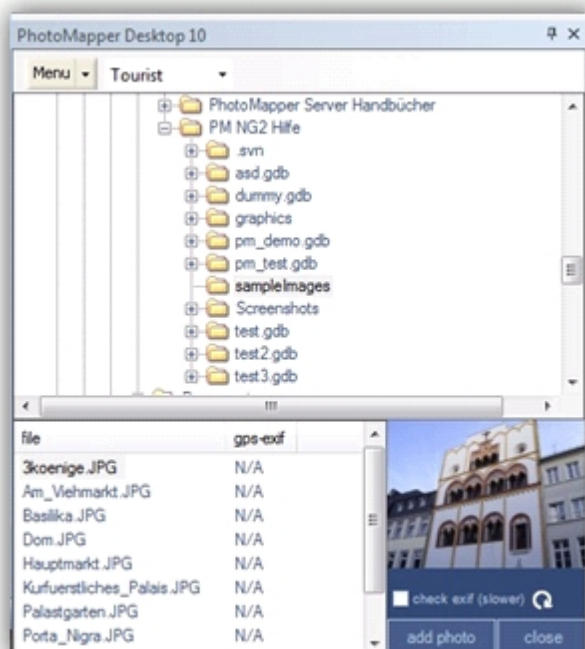 PhotoMapper Desktop 10
Menu Tourist
PhotoMapper Server Handbücher
PM NG2 Hilfe
.svn
asd.gdb
dummy.gdb
graphics
pm_demo.gdb
pm_test.gdb
sampleImages
Screenshots
test.gdb
test2.gdb
test3.gdb
file gps-exif
3koenige.JPG N/A
Am_Viehmarkt.JPG N/A
Basilika.JPG N/A
Dom.JPG N/A
Hauptmarkt.JPG N/A
Kurfuerstliches_Palais.JPG N/A
Palastgarten.JPG N/A
Porta_Nigra.JPG N/A
check exif (slower)
add photo close